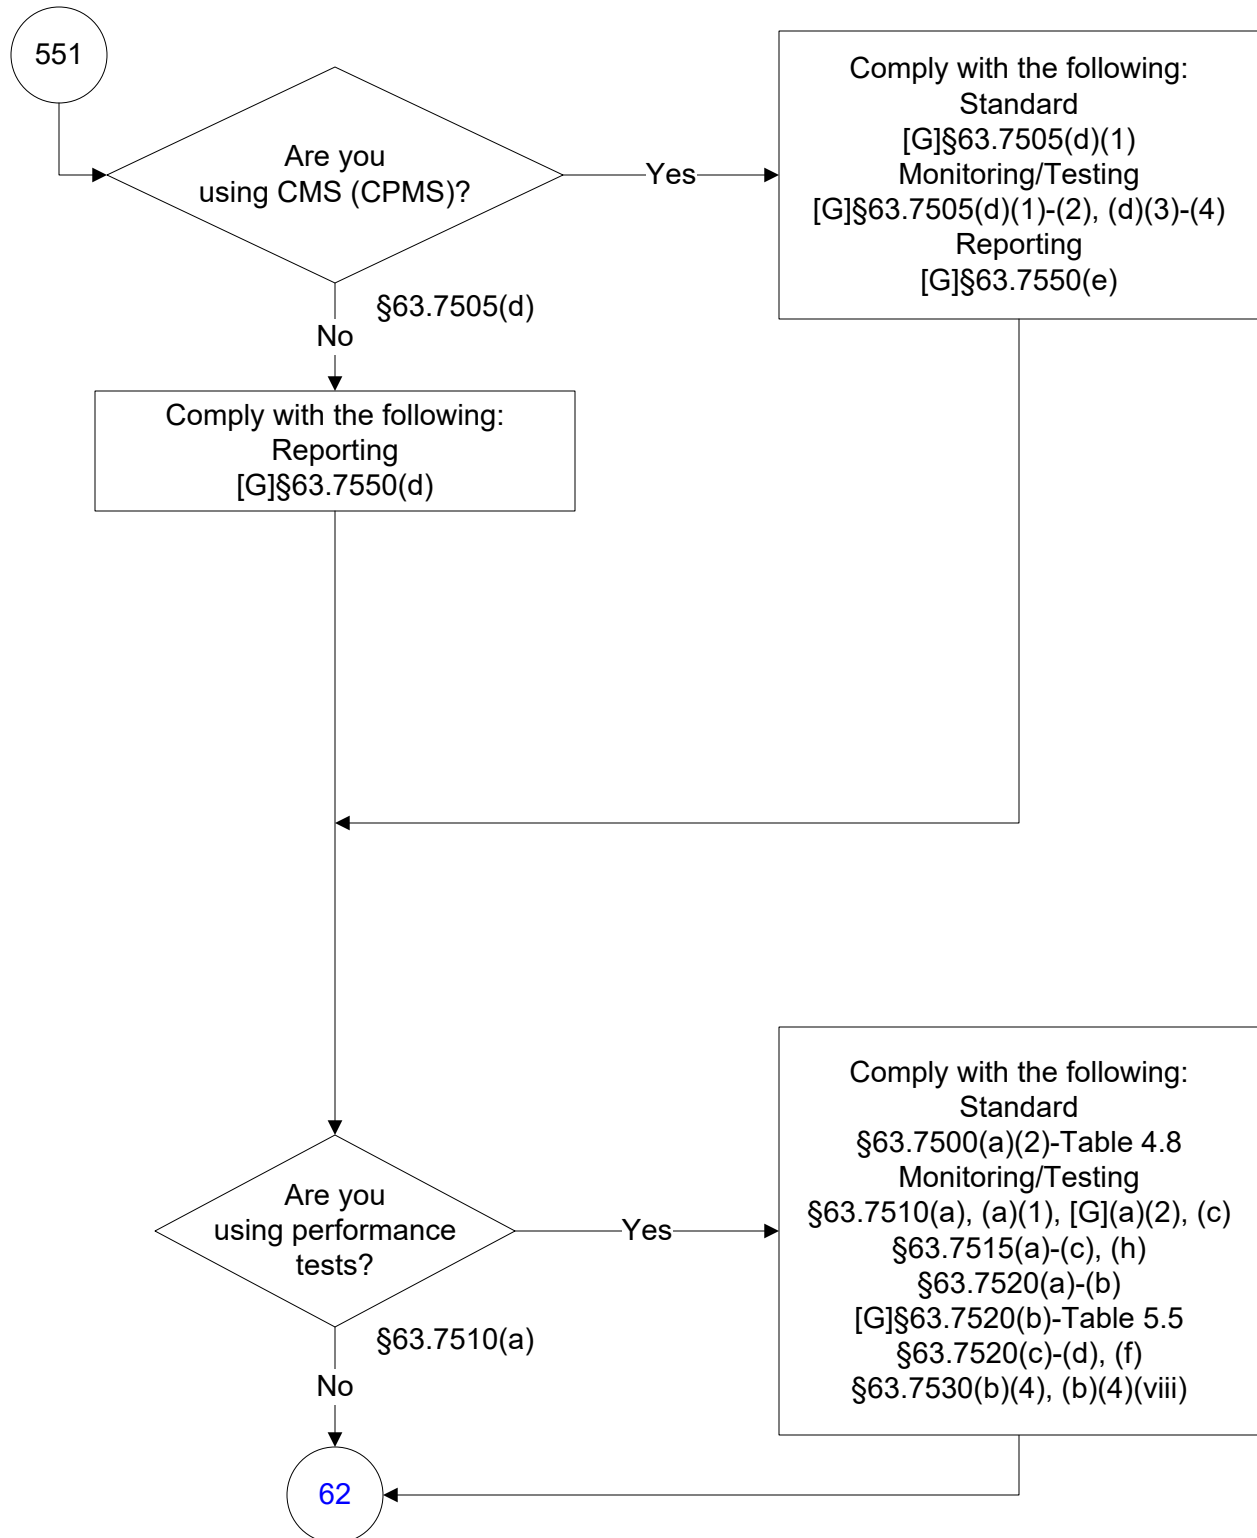 551
Are you
using CMS (CPMS)?
Yes
Comply with the following:
Standard
[G]§63.7505(d)(1)
Monitoring/Testing
[G]§63.7505(d)(1)-(2), (d)(3)-(4)
Reporting
[G]§63.7550(e)
§63.7505(d)
No
Comply with the following:
Reporting
[G]§63.7550(d)
Are you
using performance
tests?
Yes
Comply with the following:
Standard
§63.7500(a)(2)-Table 4.8
Monitoring/Testing
§63.7510(a), (a)(1), [G](a)(2), (c)
§63.7515(a)-(c), (h)
§63.7520(a)-(b)
[G]§63.7520(b)-Table 5.5
§63.7520(c)-(d), (f)
§63.7530(b)(4), (b)(4)(viii)
§63.7510(a)
No
62